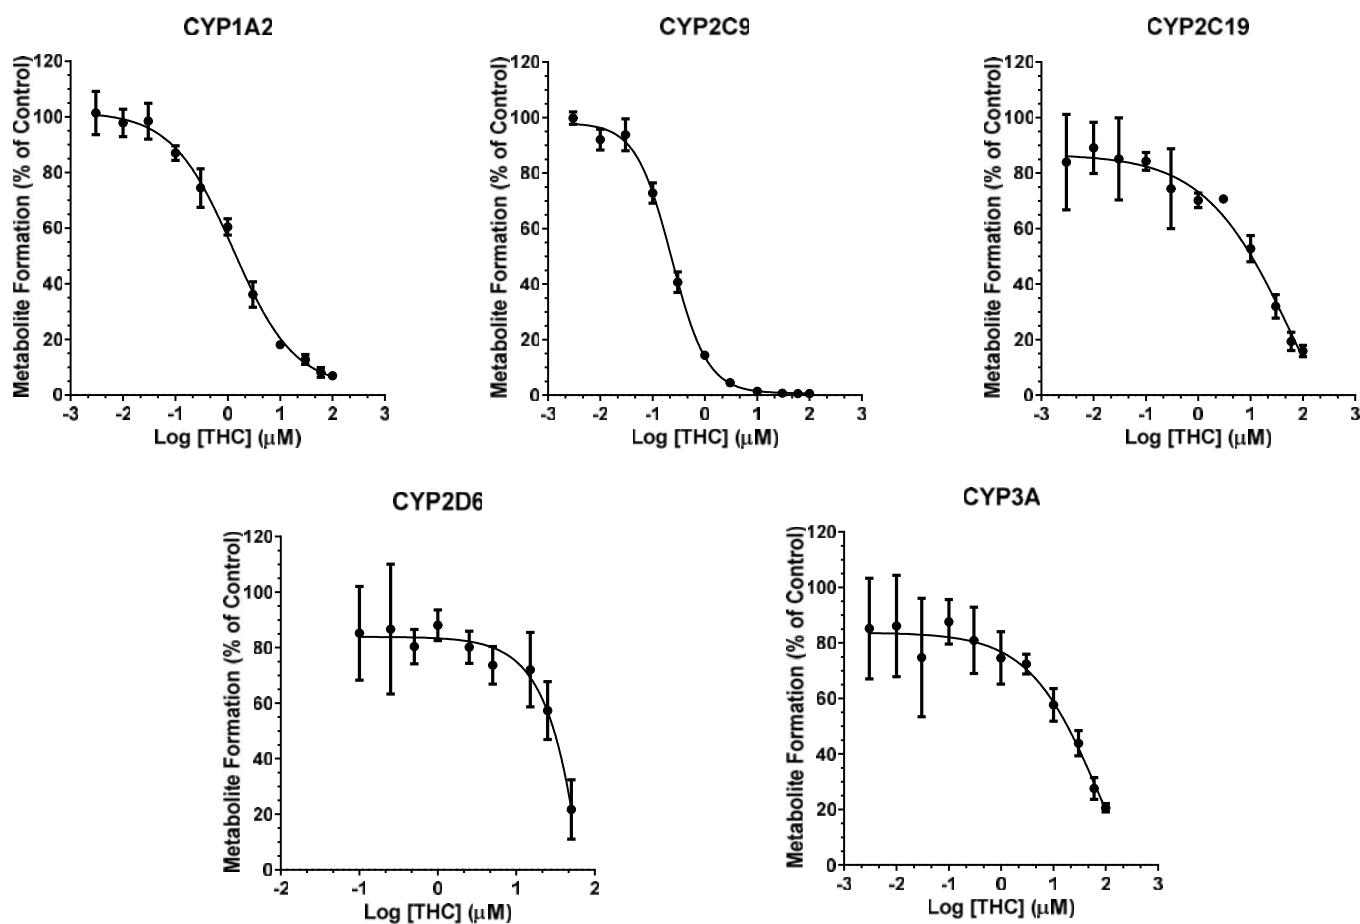 CYP1A2
CYP2C9
CYP2C19
Metabolite Formation (% of Control)
120
100
80
60
40
20
0
-3 -2 -1 0 1 2 3
Log [THC] (μM)
Metabolite Formation (% of Control)
120
100
80
60
40
20
0
-3 -2 -1 0 1 2 3
Log [THC] (μM)
Metabolite Formation (% of Control)
120
100
80
60
40
20
0
-3 -2 -1 0 1 2 3
Log [THC] (μM)
CYP2D6
CYP3A
Metabolite Formation (% of Control)
120
100
80
60
40
20
0
-2 -1 0 1 2
Log [THC] (μM)
Metabolite Formation (% of Control)
120
100
80
60
40
20
0
-3 -2 -1 0 1 2 3
Log [THC] (μM)